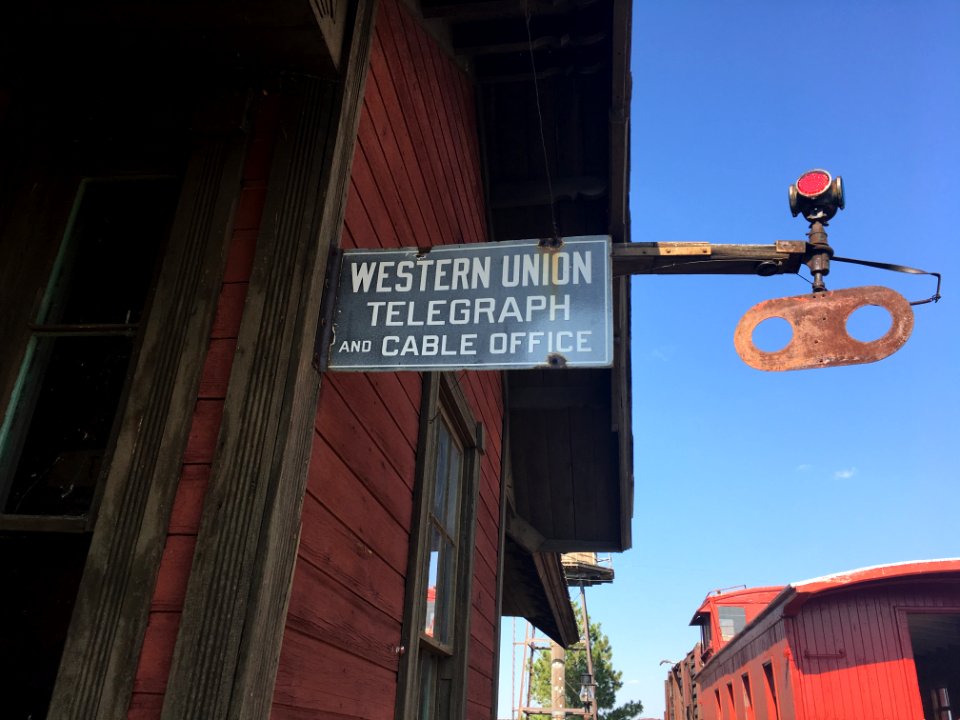 WESTERN UNION
TELEGRAPH
AND CABLE OFFICE